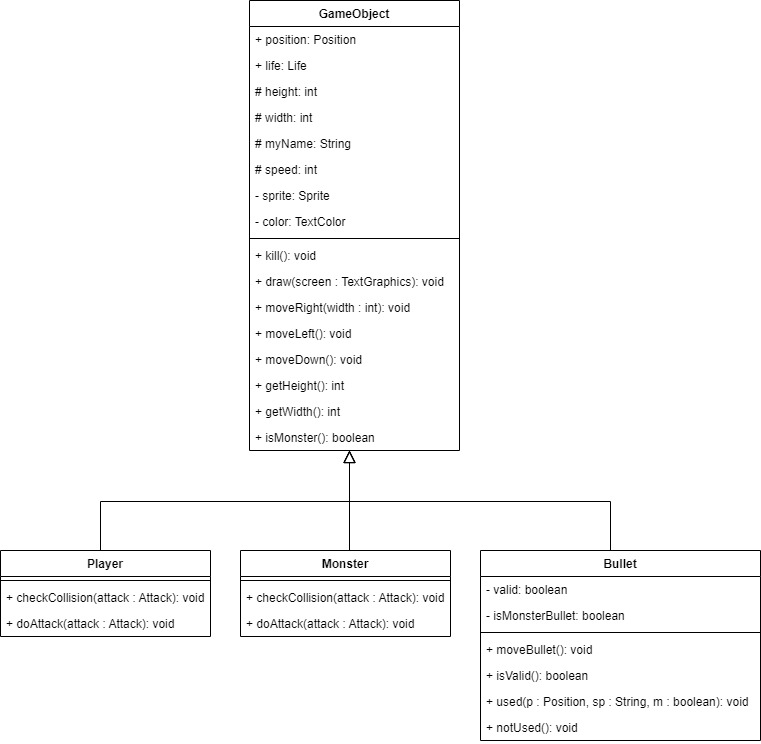 GameObject
+ position: Position
+ life: Life
# height: int
# width: int
# myName: String
# speed: int
- sprite: Sprite
- color: TextColor
+ kill(): void
+ draw(screen : TextGraphics): void
+ moveRight(width : int): void
+ moveLeft(): void
+ moveDown(): void
+ getHeight(): int
+ getWidth(): int
+ isMonster(): boolean
Player
+ checkCollision(attack : Attack): void
+ doAttack(attack : Attack): void
Monster
+ checkCollision(attack : Attack): void
+ doAttack(attack : Attack): void
Bullet
- valid: boolean
- isMonsterBullet: boolean
+ moveBullet(): void
+ isValid(): boolean
+ used(p : Position, sp : String, m : boolean): void
+ notUsed(): void